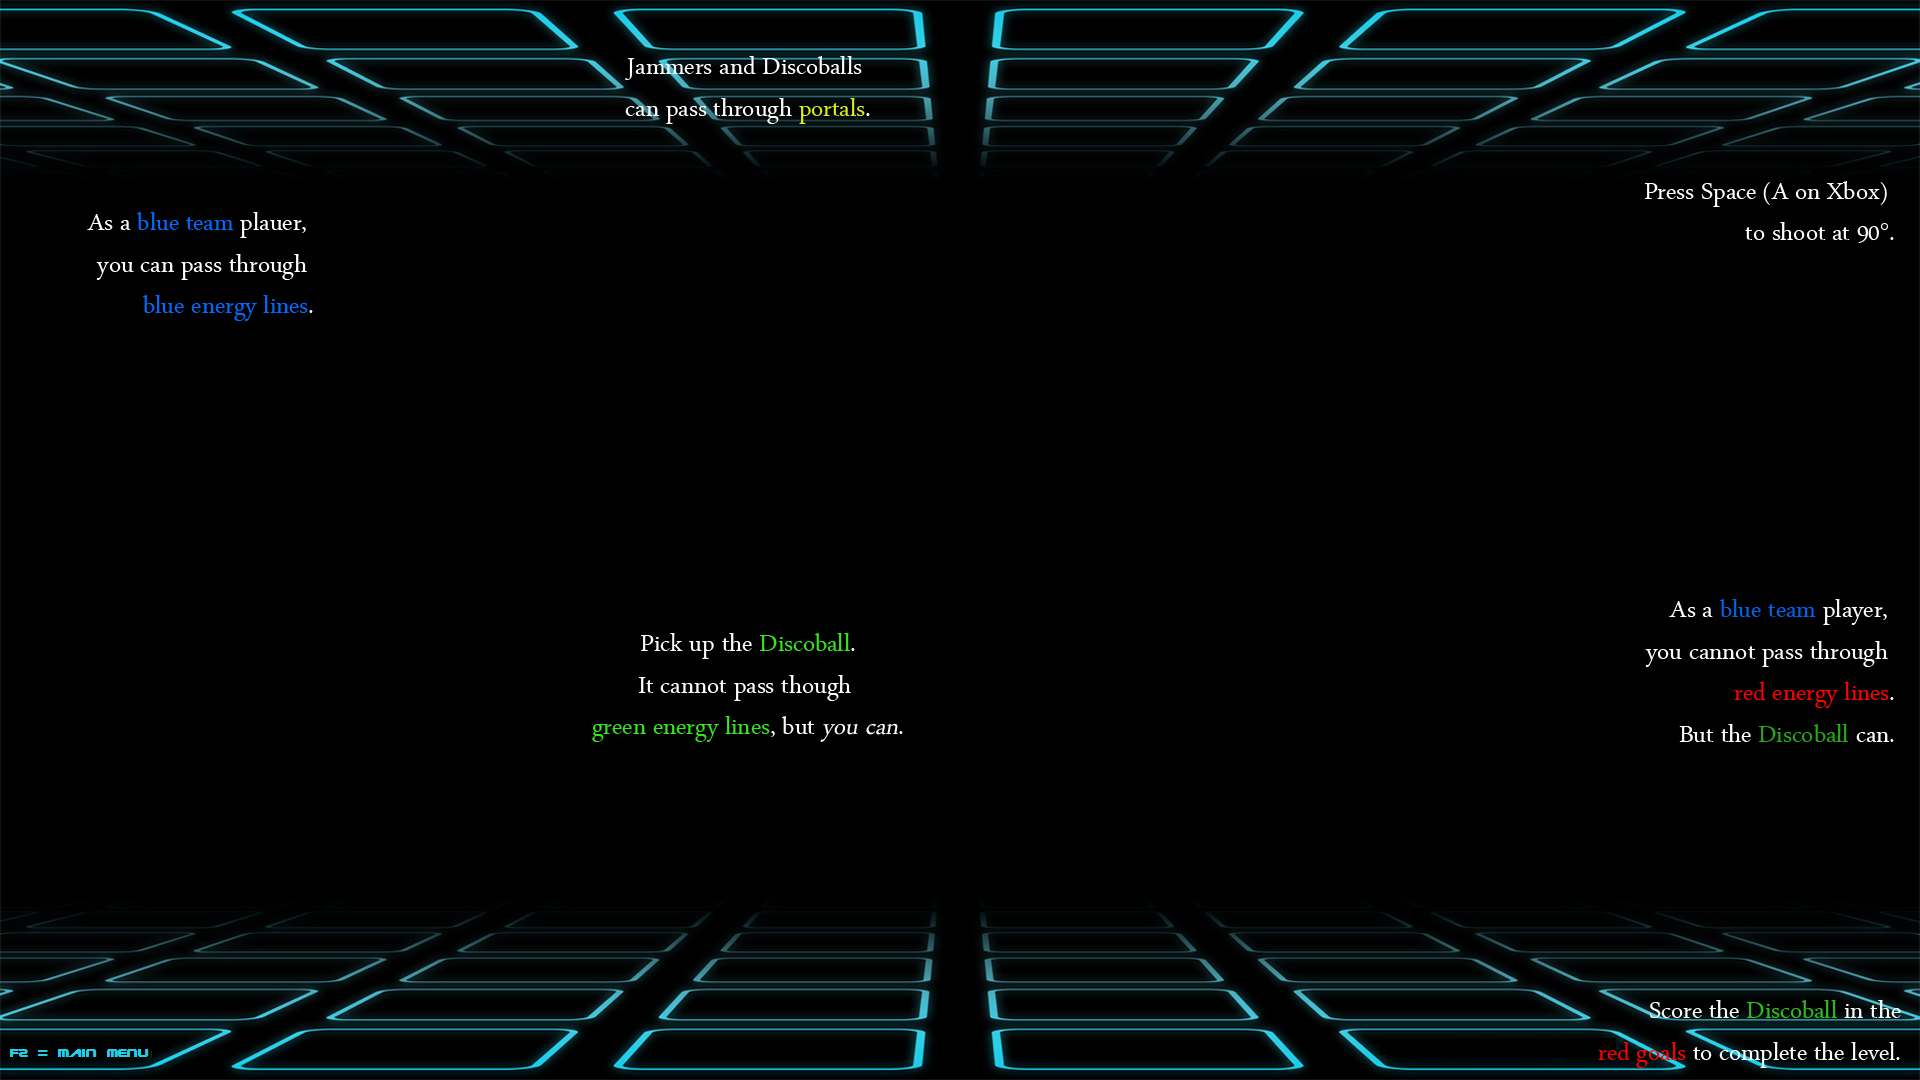 Jammers and Discoballs
can pass through portals.
As a blue team plauer,
you can pass through
blue energy lines.
Press Space (A on Xbox)
to shoot at 90°.
Pick up the Discoball.
It cannot pass though
green energy lines, but you can.
As a blue team player,
you cannot pass through
red energy lines.
But the Discoball can.
Score the Discoball in the
red goals to complete the level.
F2 = MAIN MENU